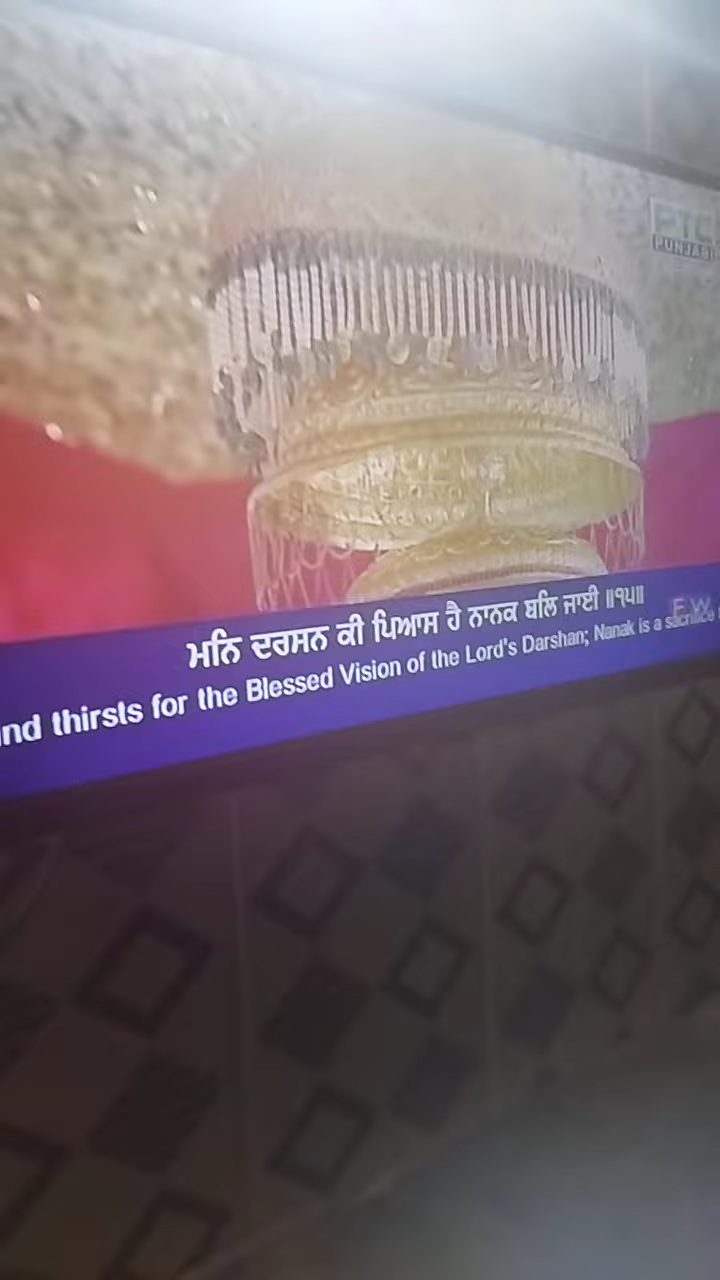 PTC
PUNJABI
ਮਨਿ ਦਰਸਨ ਕੀ ਪਿਆਸ ਹੈ ਨਾਨਕ ਬਲਿ ਜਾਈ ॥੧੫॥
nd thirsts for the Blessed Vision of the Lord's Darshan; Nanak is a sacrifice